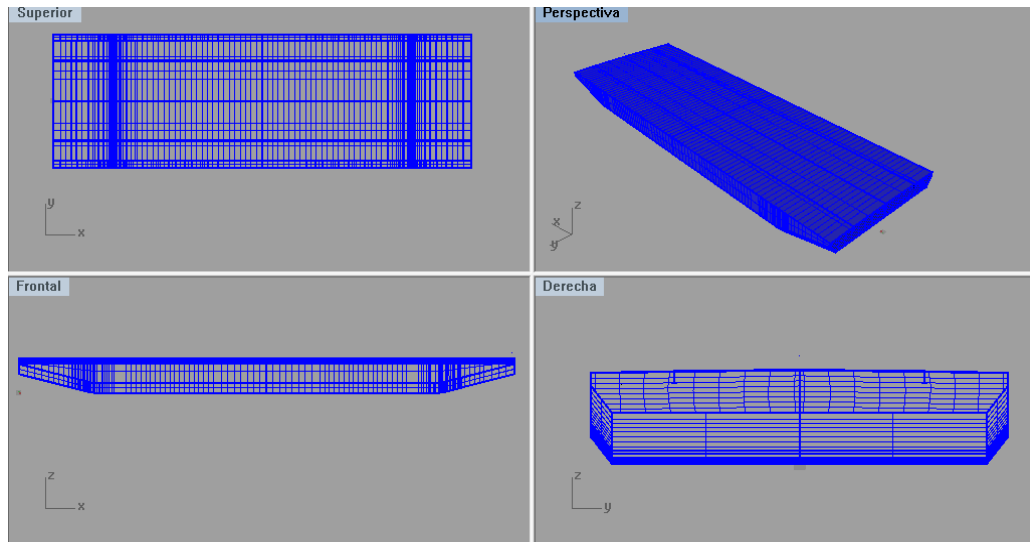 Superior
Perspectiva
y
x
z
x
y
Frontal
Derecha
z
x
z
y